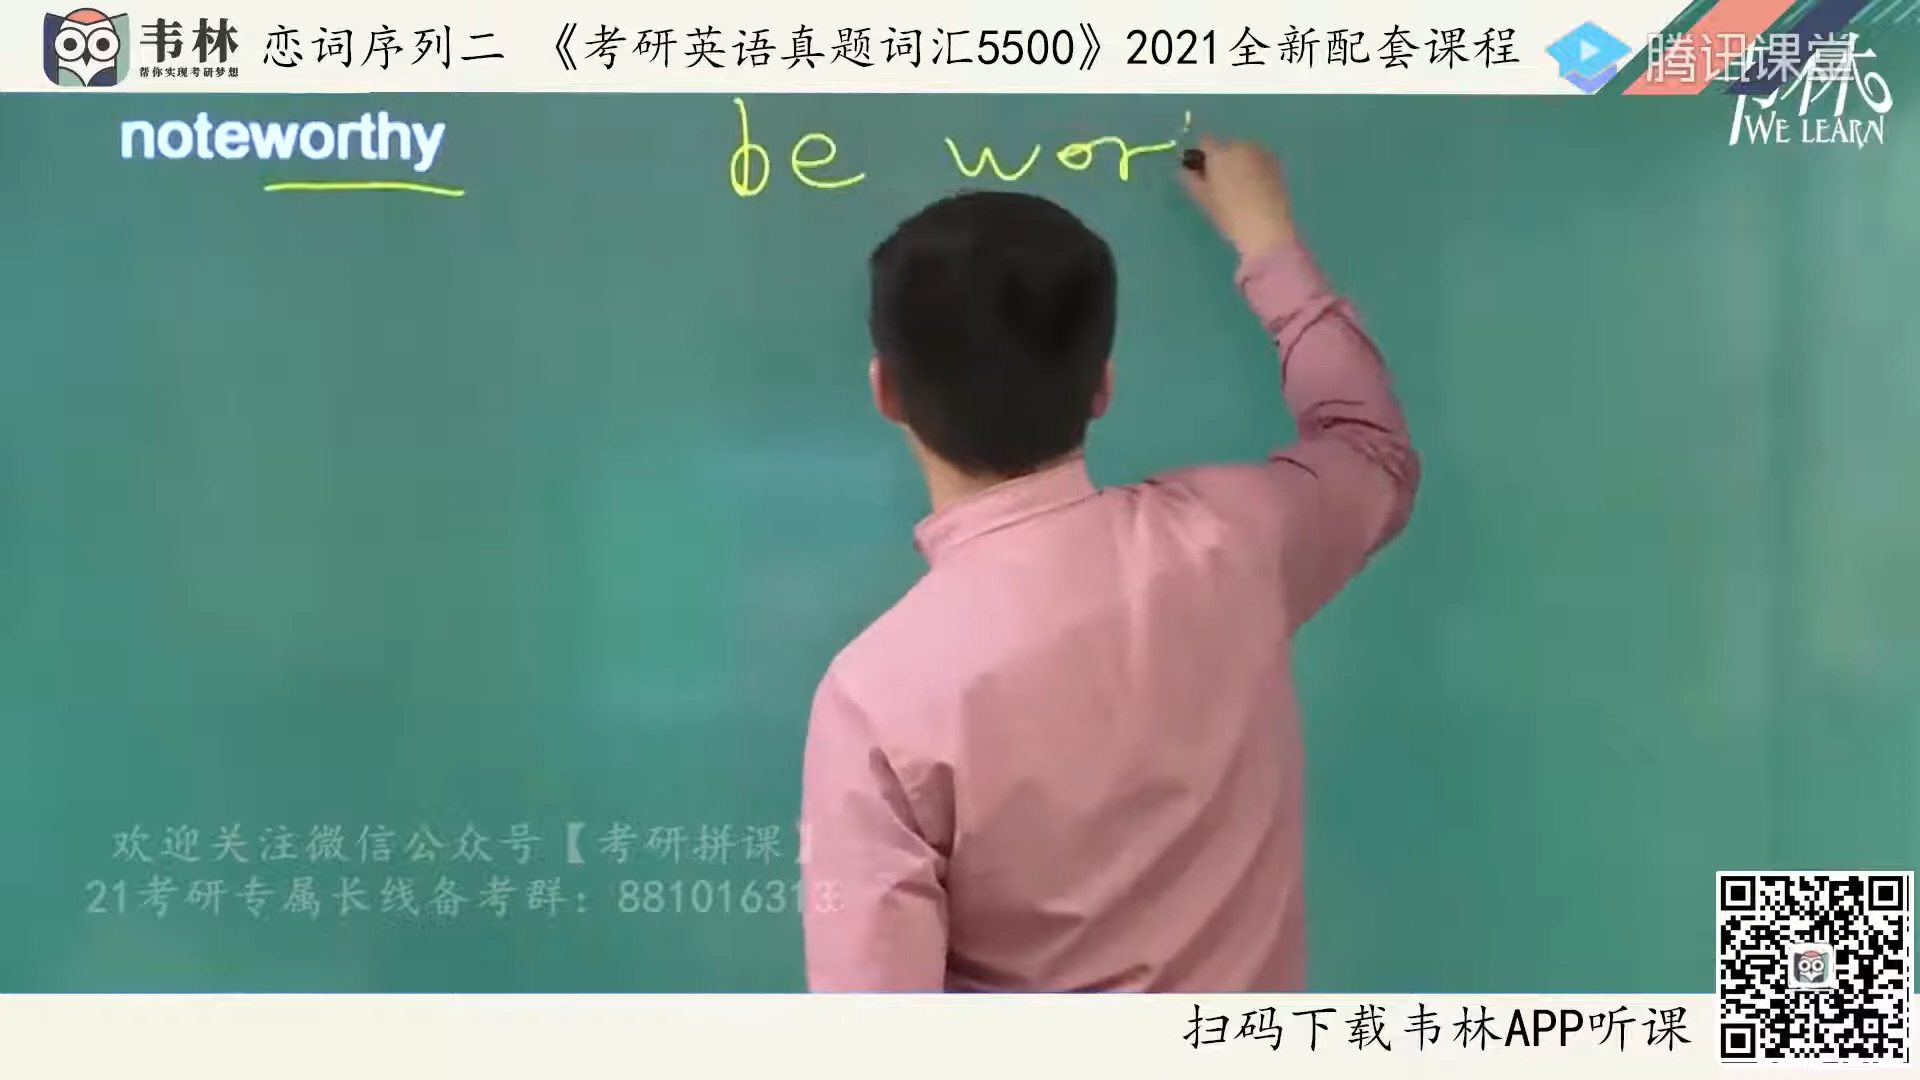 韦林
帮你实现考研梦想
恋词序列二 《考研英语真题词汇5500》2021全新配套课程
腾讯课堂
韦林
WE LEARN
noteworthy
be wor
欢迎关注微信公众号【考研拼课】
21考研专属长线备考群：881016313
扫码下载韦林APP听课